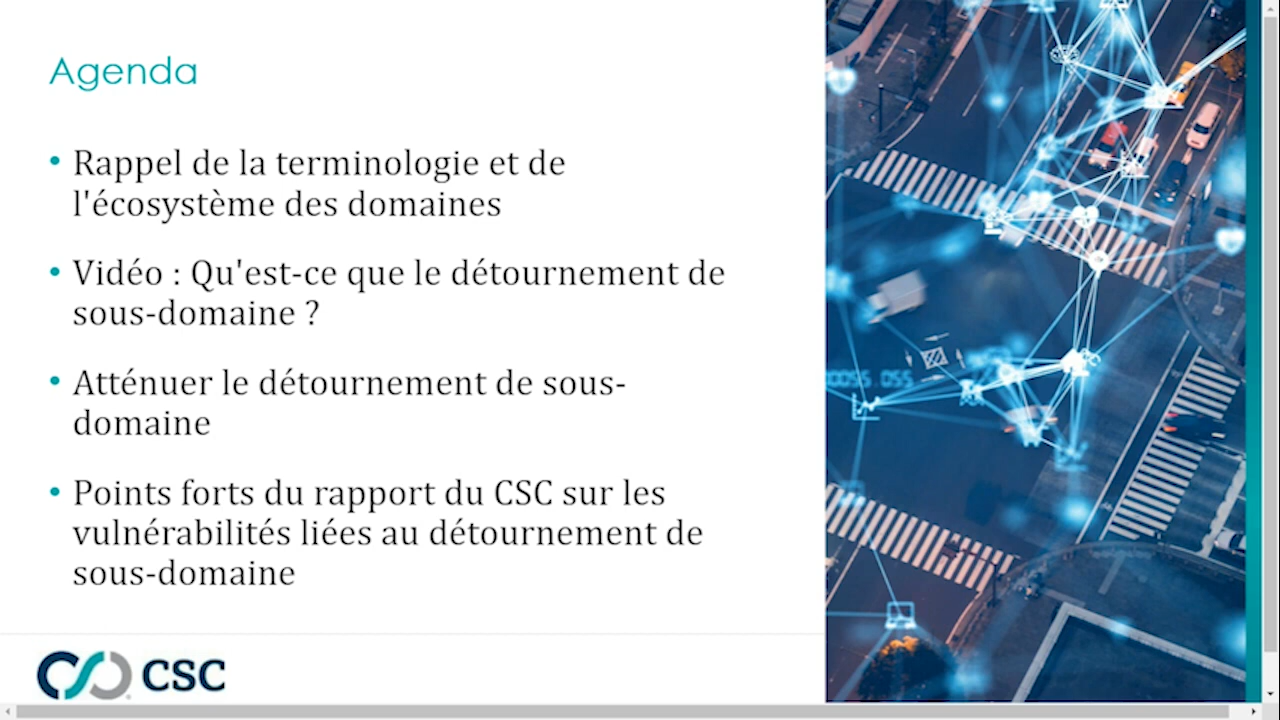 Agenda
• Rappel de la terminologie et de
l'écosystème des domaines
• Vidéo : Qu'est-ce que le détournement de
sous-domaine ?
• Atténuer le détournement de sous-
domaine
• Points forts du rapport du CSC sur les
vulnérabilités liées au détournement de
sous-domaine
CSC